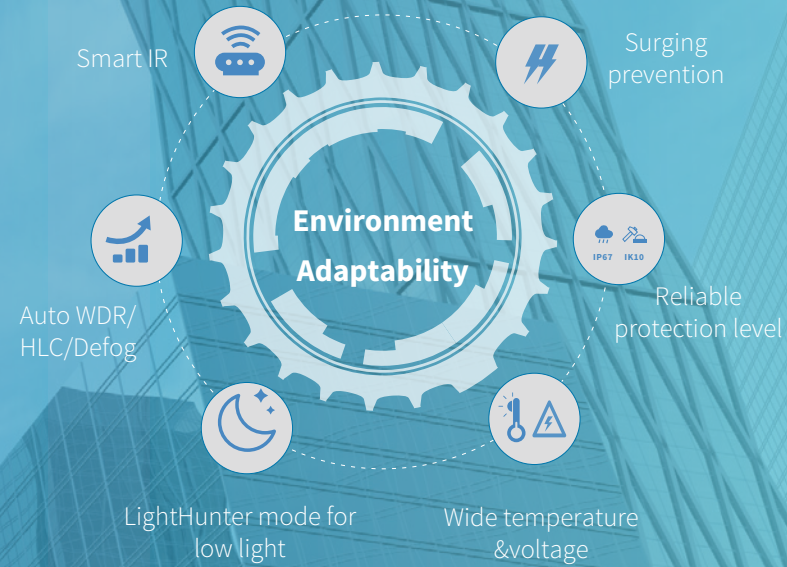 Smart IR
Surging
prevention
Environment
Adaptability
IP67 IK10
Reliable
protection level
Auto WDR/
HLC/Defog
LightHunter mode for
low light
Wide temperature
&voltage